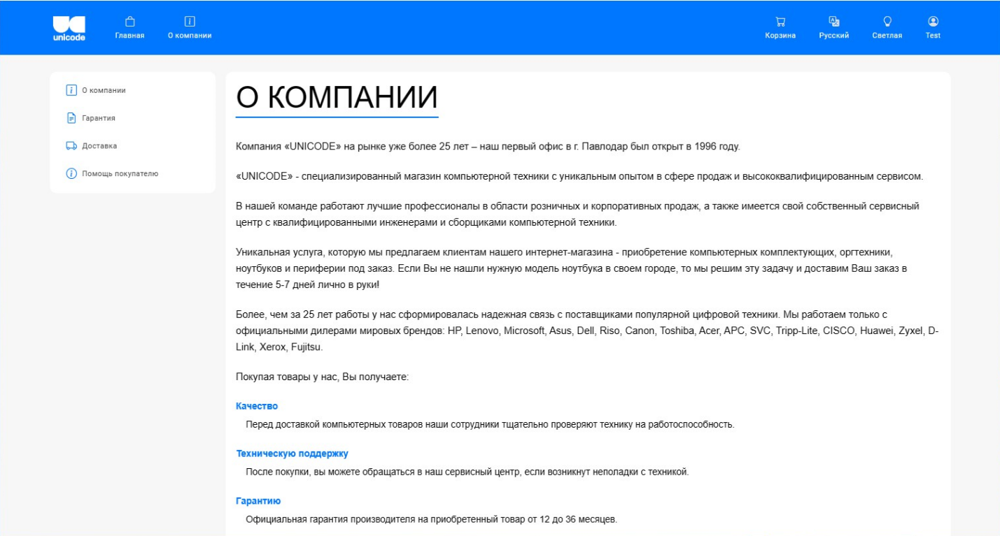 unicode
Главная
О компании
Корзина
Русский
Светлая
Test
О компании
Гарантия
Доставка
Помощь покупателю
О КОМПАНИИ
Компания «UNICODE» на рынке уже более 25 лет – наш первый офис в г. Павлодар был открыт в 1996 году.
«UNICODE» - специализированный магазин компьютерной техники с уникальным опытом в сфере продаж и высококвалифицированным сервисом.
В нашей команде работают лучшие профессионалы в области розничных и корпоративных продаж, а также имеется свой собственный сервисный
центр с квалифицированными инженерами и сборщиками компьютерной техники.
Уникальная услуга, которую мы предлагаем клиентам нашего интернет-магазина - приобретение компьютерных комплектующих, оргтехники,
ноутбуков и периферии под заказ. Если Вы не нашли нужную модель ноутбука в своем городе, то мы решим эту задачу и доставим Ваш заказ в
течение 5-7 дней лично в руки!
Более, чем за 25 лет работы у нас сформировалась надежная связь с поставщиками популярной цифровой техники. Мы работаем только с
официальными дилерами мировых брендов: HP, Lenovo, Microsoft, Asus, Dell, Riso, Canon, Toshiba, Acer, APC, SVC, Tripp-Lite, CISCO, Huawei, Zyxel, D-
Link, Xerox, Fujitsu.
Покупая товары у нас, Вы получаете:
Качество
Перед доставкой компьютерных товаров наши сотрудники тщательно проверяют технику на работоспособность.
Техническую поддержку
После покупки, вы можете обращаться в наш сервисный центр, если возникнут неполадки с техникой.
Гарантию
Официальная гарантия производителя на приобретенный товар от 12 до 36 месяцев.